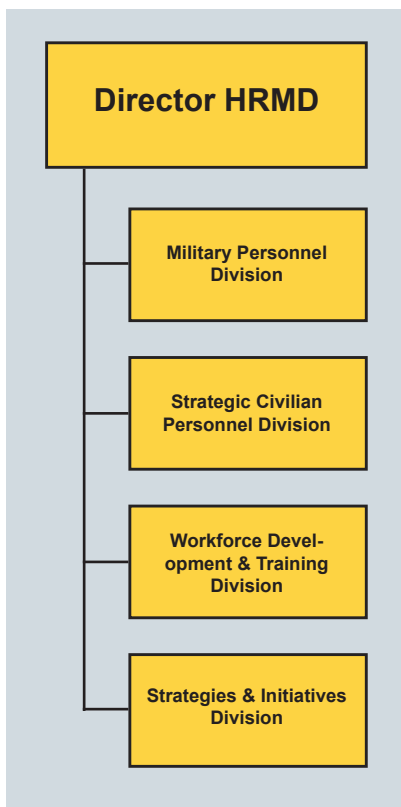 Director HRMD
Military Personnel
Division
Strategic Civilian
Personnel Division
Workforce Devel-
opment & Training
Division
Strategies & Initiatives
Division